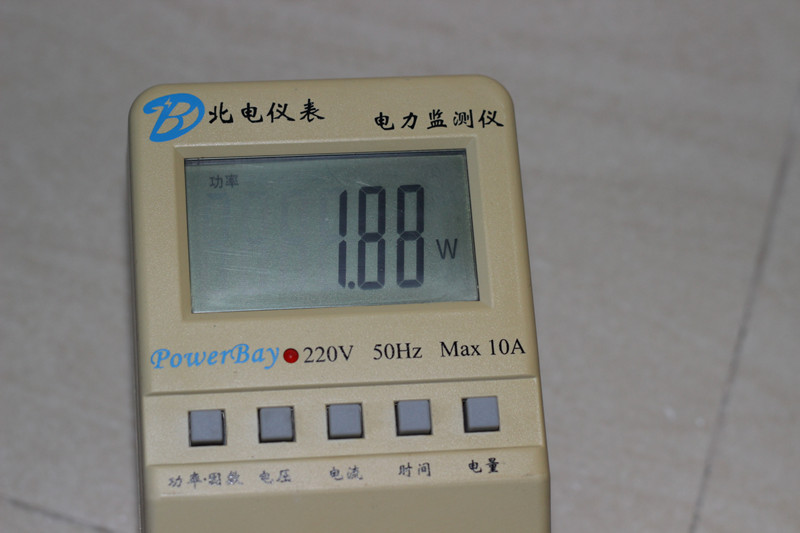 B 北电仪表 电力监测仪
功率
1.88 W
PowerBay 220V 50Hz Max 10A
功率·因数 电压 电流 时间 电量